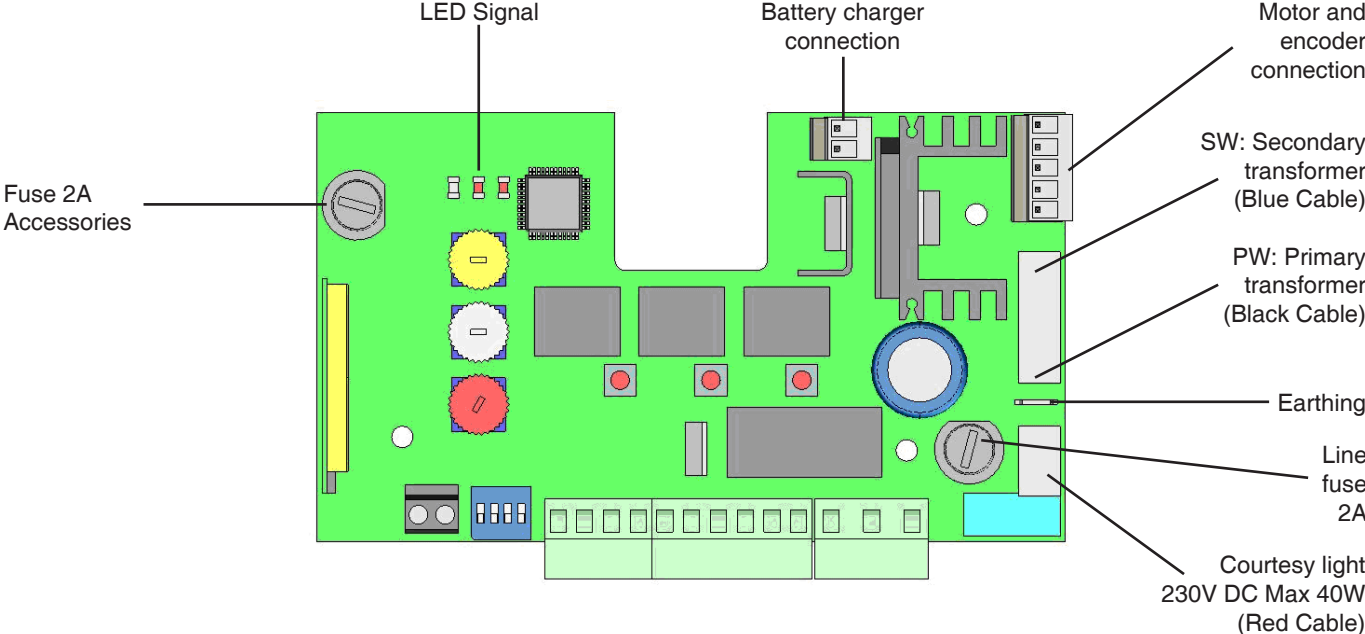 LED Signal
Battery charger
connection
Motor and
encoder
connection
SW: Secondary
transformer
(Blue Cable)
Fuse 2A
Accessories
PW: Primary
transformer
(Black Cable)
Earthing
Line
fuse
2A
Courtesy light
230V DC Max 40W
(Red Cable)